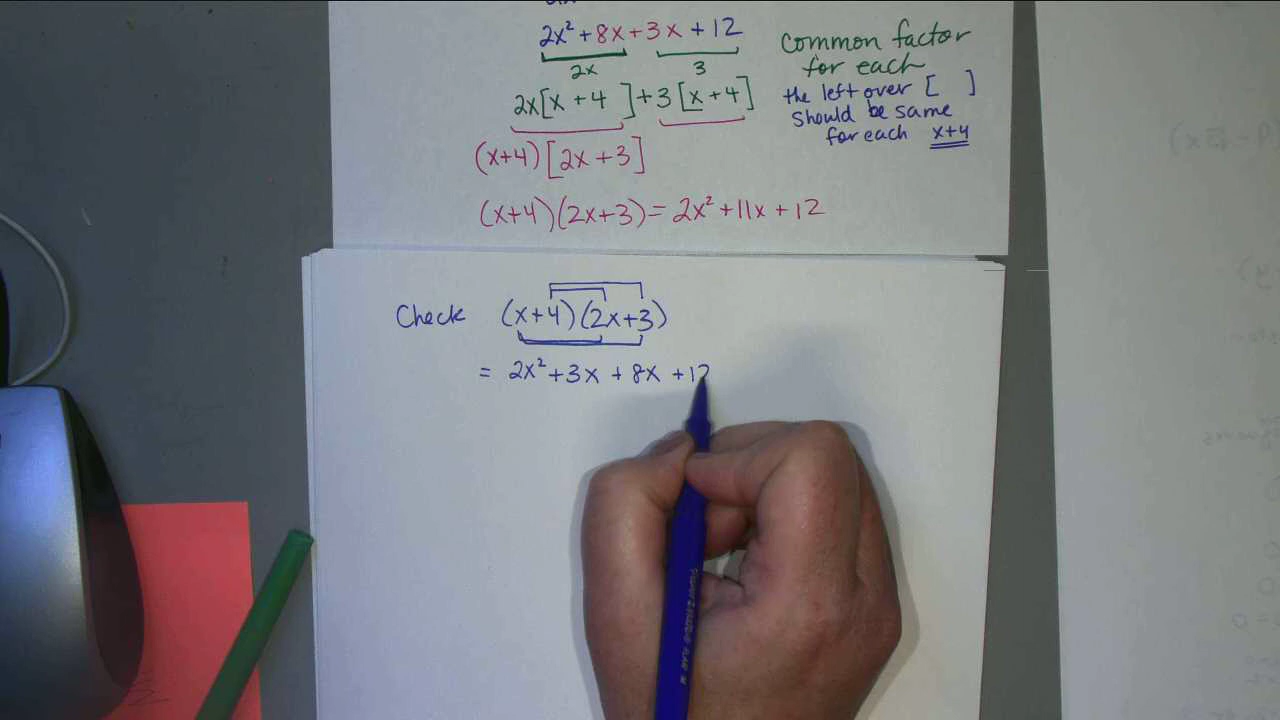 2x² + 8x + 3x + 12
2x 3
2x[x + 4] + 3[x + 4]
(x+4)[2x + 3]
(x+4)(2x+3) = 2x² + 11x + 12
common factor
for each
the left over [ ]
should be same
for each x+4
Check (x+4)(2x+3)
= 2x² + 3x + 8x + 12